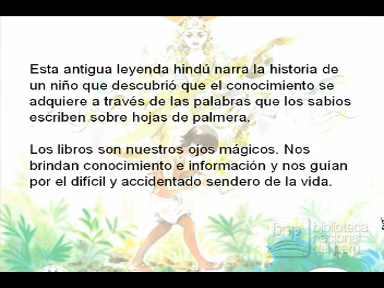 Esta antigua leyenda hindú narra la historia de
un niño que descubrió que el conocimiento se
adquiere a través de las palabras que los sabios
escriben sobre hojas de palmera.
Los libros son nuestros ojos mágicos. Nos
brindan conocimiento e información y nos guían
por el difícil y accidentado sendero de la vida.
bnp
biblioteca
nacional
del perú